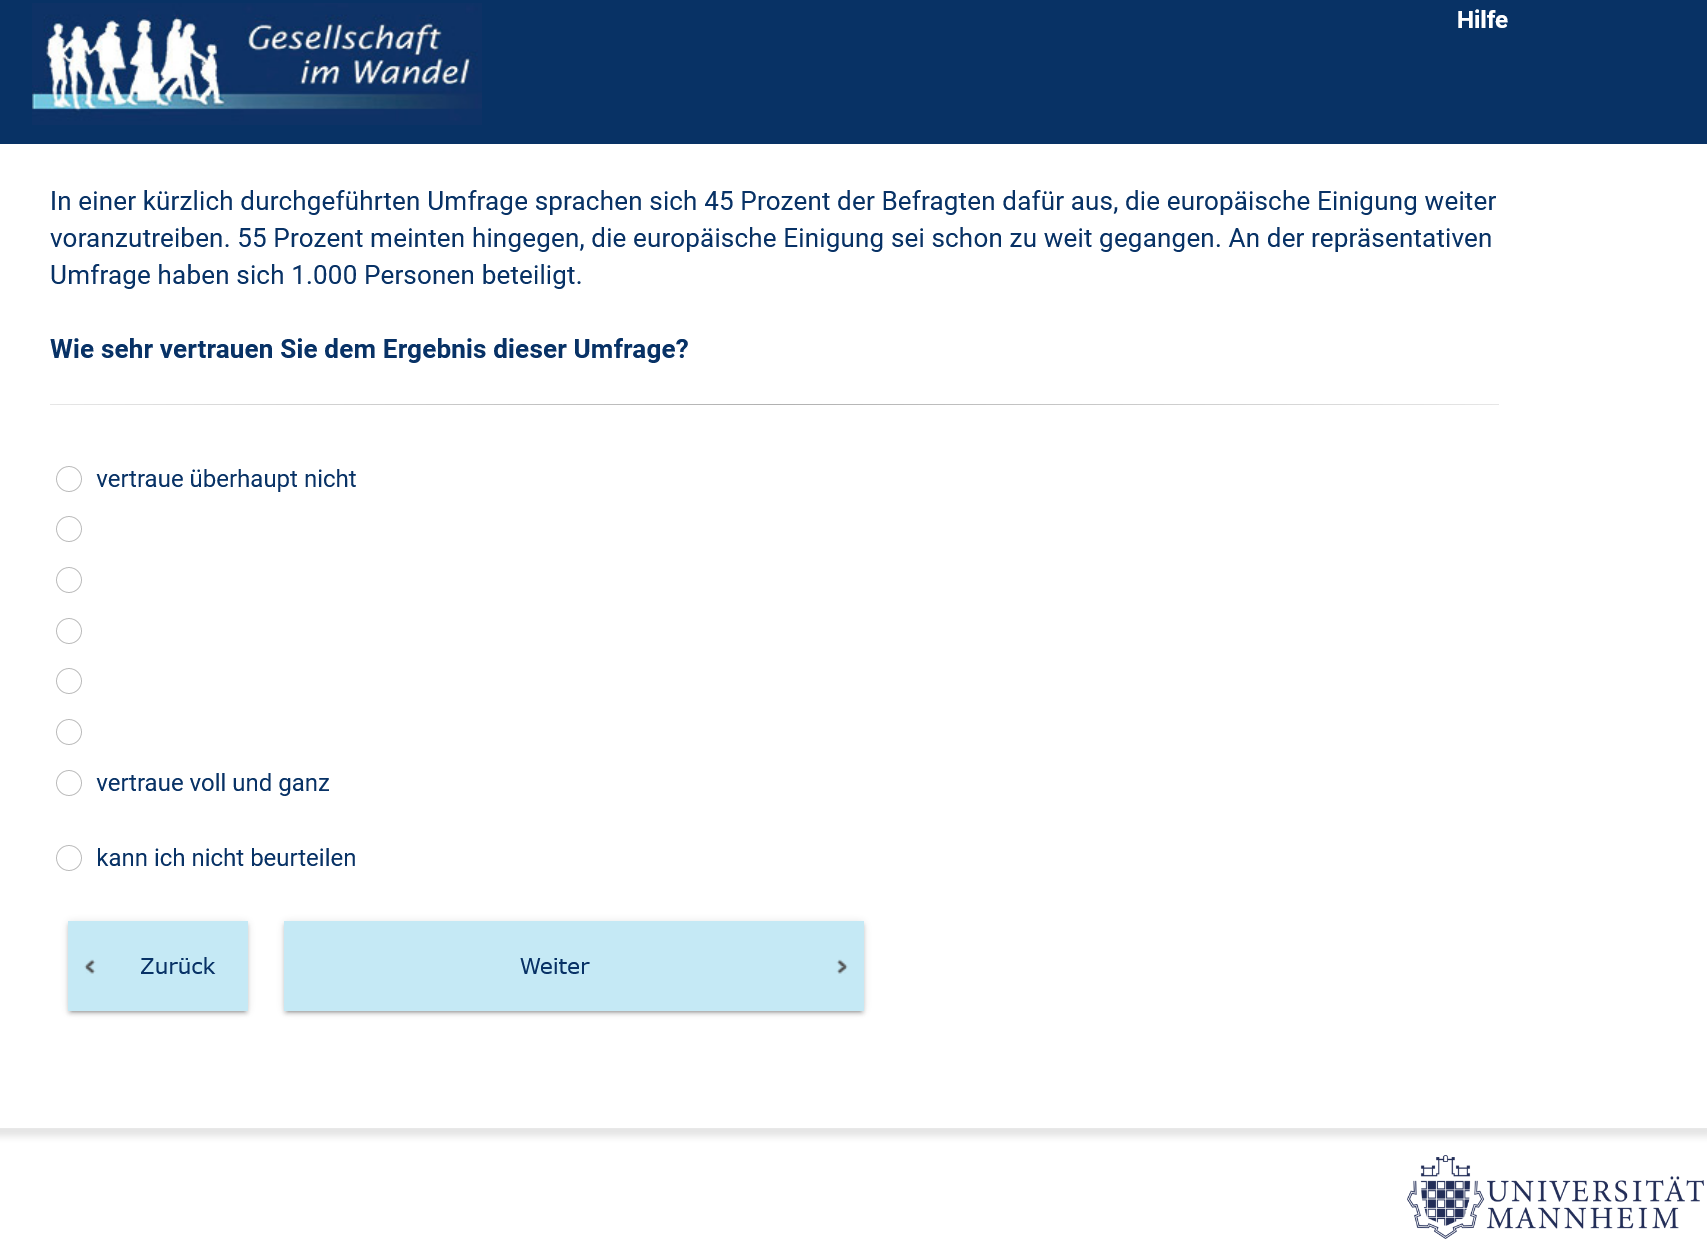 Gesellschaft
im Wandel
Hilfe
In einer kürzlich durchgeführten Umfrage sprachen sich 45 Prozent der Befragten dafür aus, die europäische Einigung weiter
voranzutreiben. 55 Prozent meinten hingegen, die europäische Einigung sei schon zu weit gegangen. An der repräsentativen
Umfrage haben sich 1.000 Personen beteiligt.
Wie sehr vertrauen Sie dem Ergebnis dieser Umfrage?
vertraue überhaupt nicht
vertraue voll und ganz
kann ich nicht beurteilen
Zurück
Weiter
UNIVERSITÄT
MANNHEIM